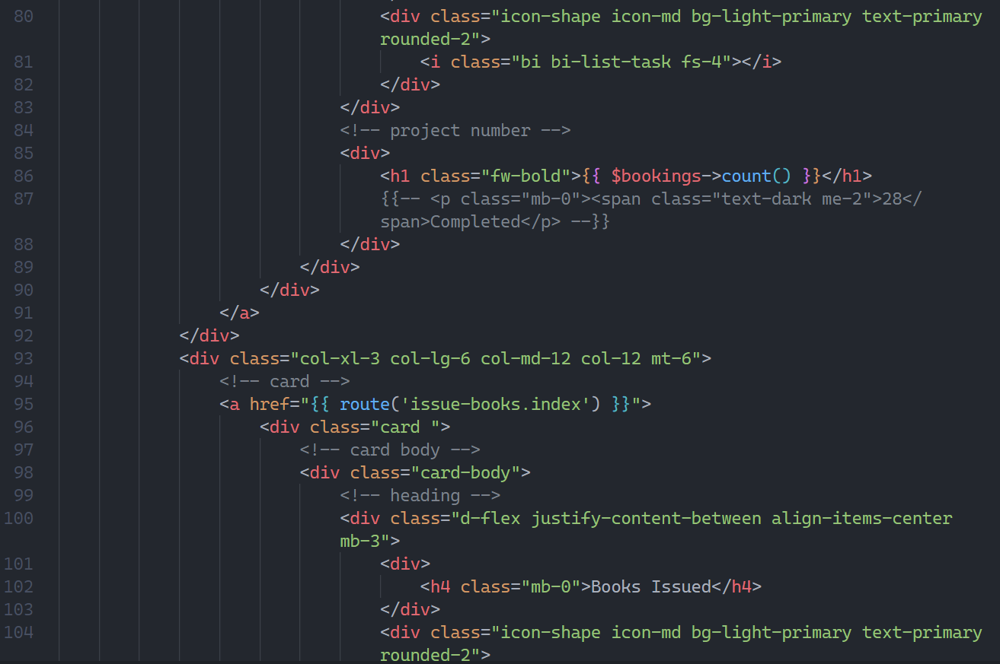 80 <div class="icon-shape icon-md bg-light-primary text-primary
rounded-2">
81 <i class="bi bi-list-task fs-4"></i>
82 </div>
83 </div>
84 <!-- project number -->
85 <div>
86 <h1 class="fw-bold">{{ $bookings->count() }}</h1>
87 {{-- <p class="mb-0"><span class="text-dark me-2">28</
span>Completed</p> --}}
88 </div>
89 </div>
90 </div>
91 </a>
92 </div>
93 <div class="col-xl-3 col-lg-6 col-md-12 col-12 mt-6">
94 <!-- card -->
95 <a href="{{ route('issue-books.index') }}">
96 <div class="card ">
97 <!-- card body -->
98 <div class="card-body">
99 <!-- heading -->
100 <div class="d-flex justify-content-between align-items-center
mb-3">
101 <div>
102 <h4 class="mb-0">Books Issued</h4>
103 </div>
104 <div class="icon-shape icon-md bg-light-primary text-primary
rounded-2">